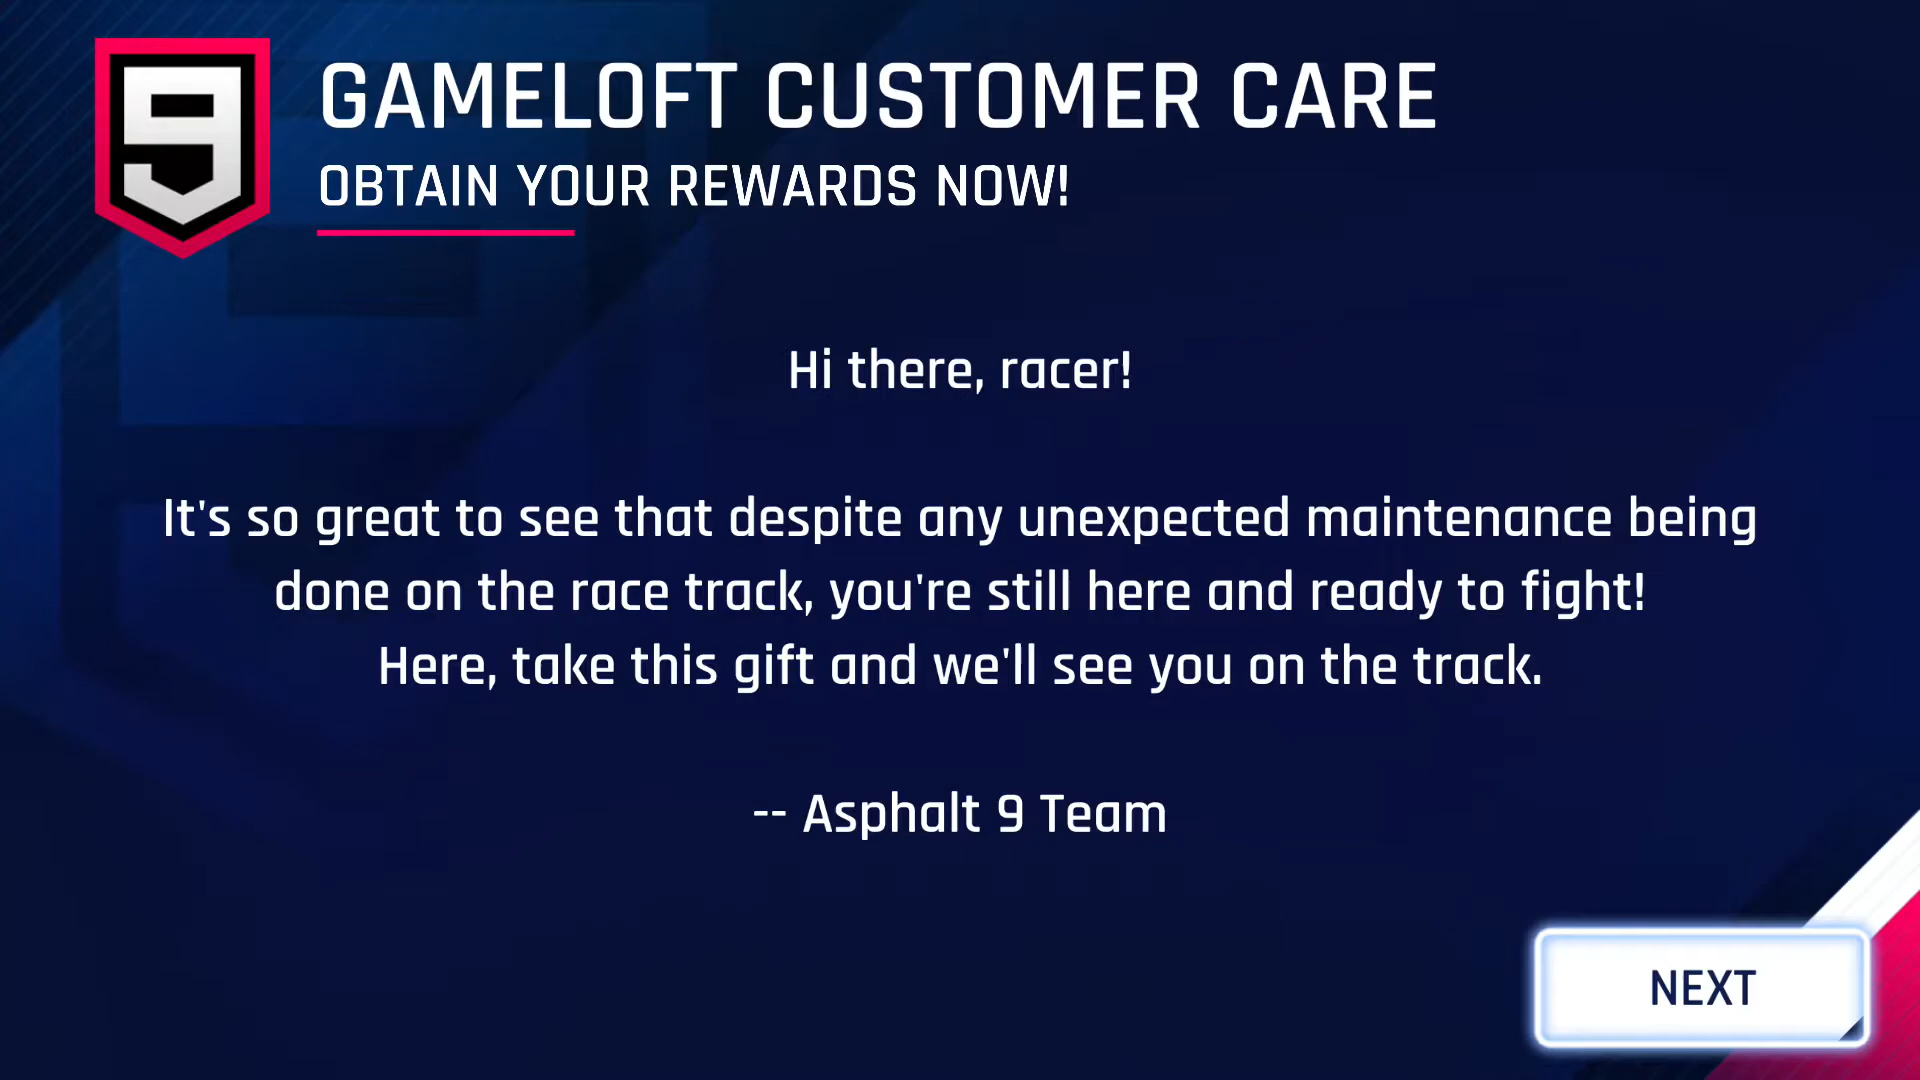 9
GAMELOFT CUSTOMER CARE
OBTAIN YOUR REWARDS NOW!
Hi there, racer!
It's so great to see that despite any unexpected maintenance being
done on the race track, you're still here and ready to fight!
Here, take this gift and we'll see you on the track.
-- Asphalt 9 Team
NEXT